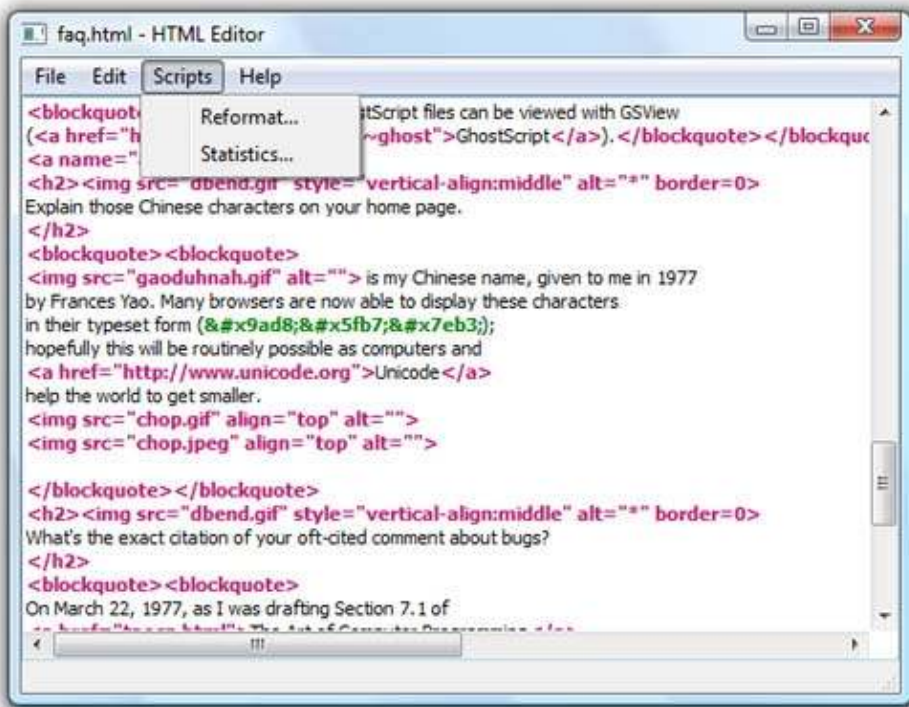 faq.html - HTML Editor
File Edit Scripts Help
Reformat...
Statistics...
<blockquot stScript files can be viewed with GSView
(<a href="h ~ghost">GhostScript</a>).</blockquote></blockquo
<a name="
<h2><img src="dbend.gif" style="vertical-align:middle" alt="*" border=0>
Explain those Chinese characters on your home page.
</h2>
<blockquote><blockquote>
<img src="gaoduhnah.gif" alt=""> is my Chinese name, given to me in 1977
by Frances Yao. Many browsers are now able to display these characters
in their typeset form (&#x9ad8;&#x5fb7;&#x7eb3;);
hopefully this will be routinely possible as computers and
<a href="http://www.unicode.org">Unicode</a>
help the world to get smaller.
<img src="chop.gif" align="top" alt="">
<img src="chop.jpeg" align="top" alt="">
</blockquote></blockquote>
<h2><img src="dbend.gif" style="vertical-align:middle" alt="*" border=0>
What's the exact citation of your oft-cited comment about bugs?
</h2>
<blockquote><blockquote>
On March 22, 1977, as I was drafting Section 7.1 of